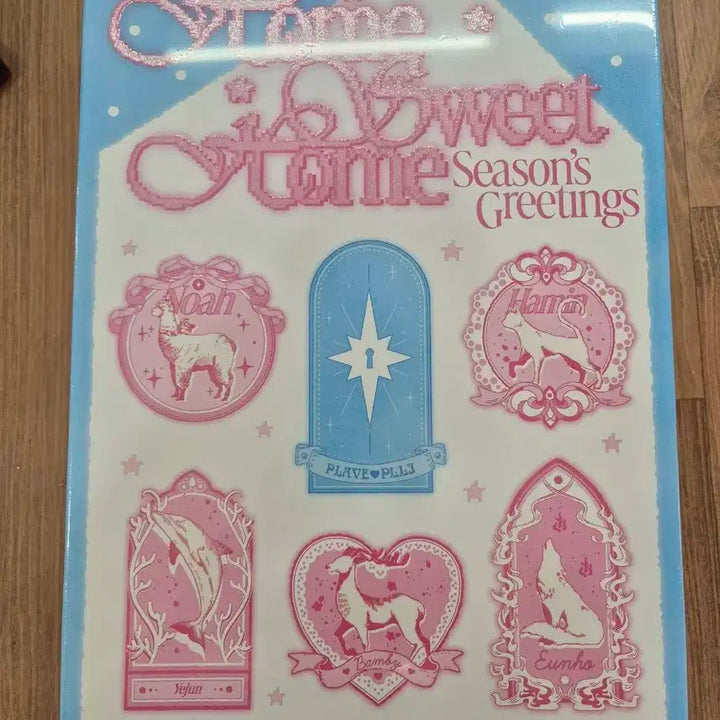 Home
Sweet
Home
Season's
Greetings
Noah
Hamin
PLAVE♥PLLI
Yejun
Bamby
Eunho